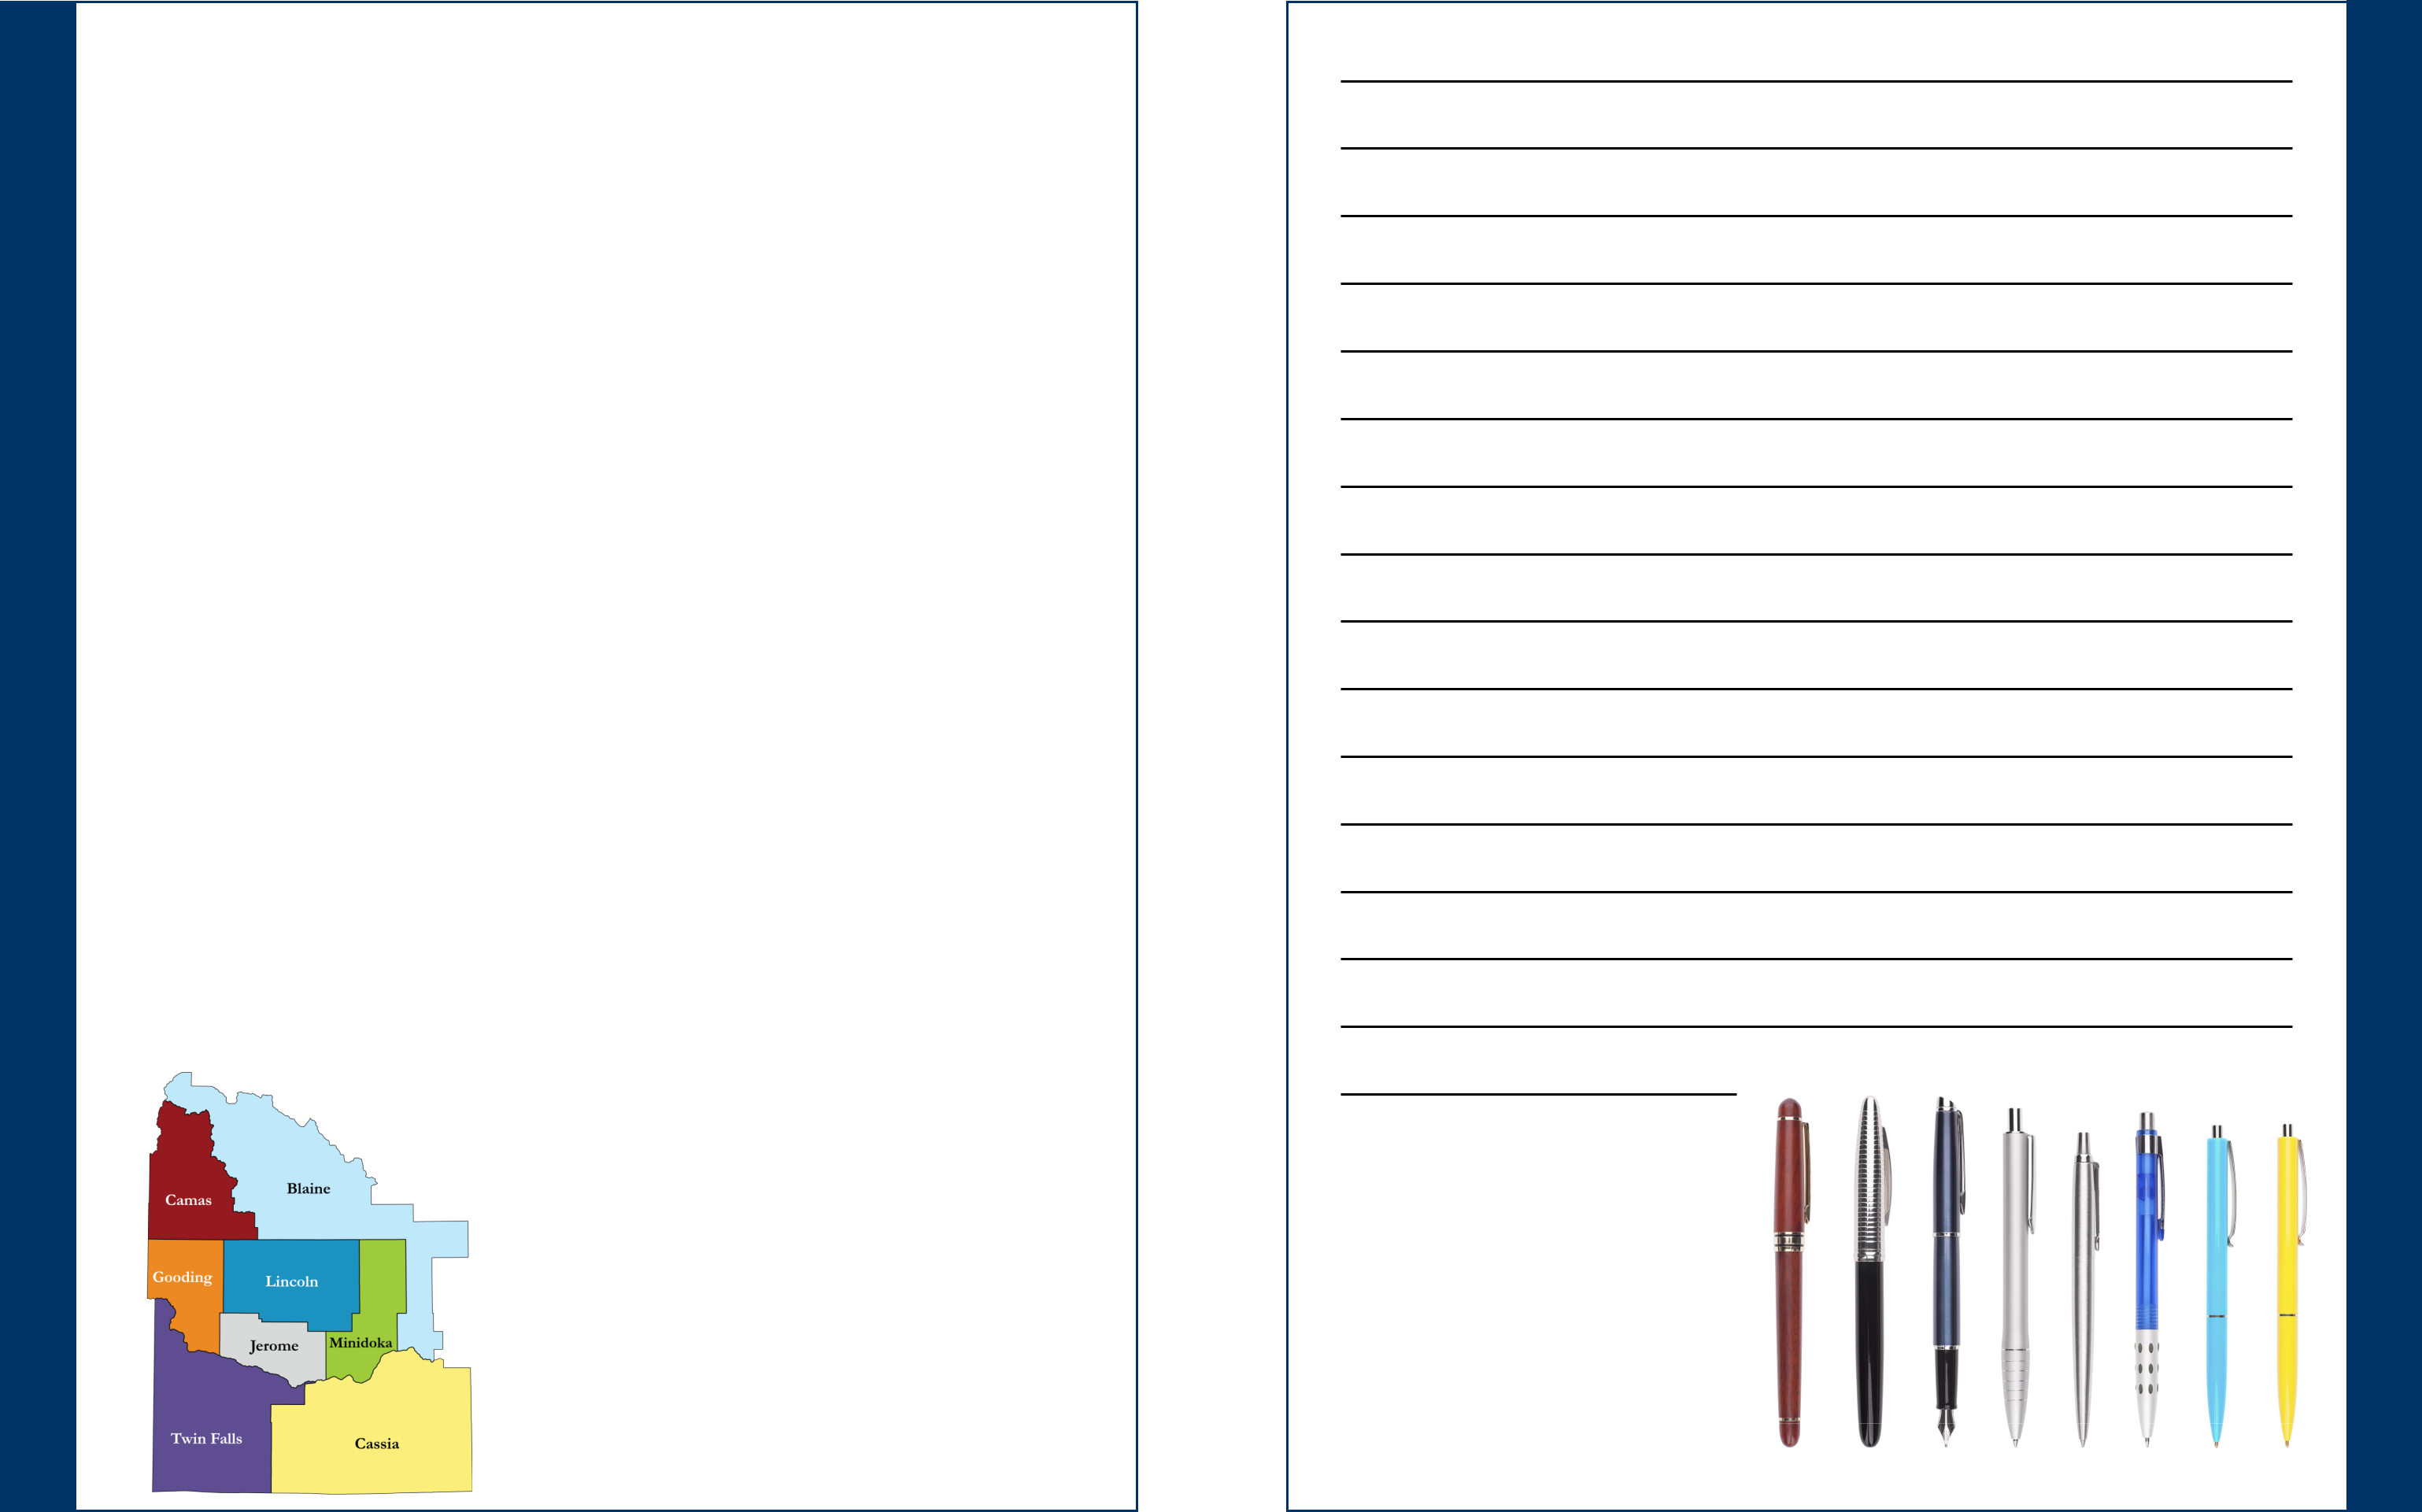 Blaine
Camas
Gooding
Lincoln
Jerome
Minidoka
Twin Falls
Cassia